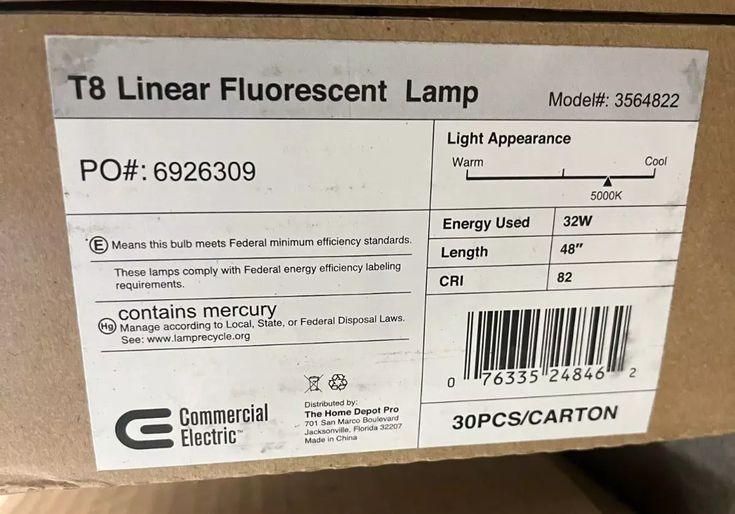 T8 Linear Fluorescent Lamp
Model#: 3564822
PO#: 6926309
Light Appearance
Warm Cool
5000K
Energy Used 32W
Length 48"
CRI 82
*Ⓔ Means this bulb meets Federal minimum efficiency standards.
These lamps comply with Federal energy efficiency labeling
requirements.
contains mercury
Hg Manage according to Local, State, or Federal Disposal Laws.
See: www.lamprecycle.org
0 76335 24846 2
Commercial
Electric™
Distributed by:
The Home Depot Pro
701 San Marco Boulevard
Jacksonville, Florida 32207
Made in China
30PCS/CARTON